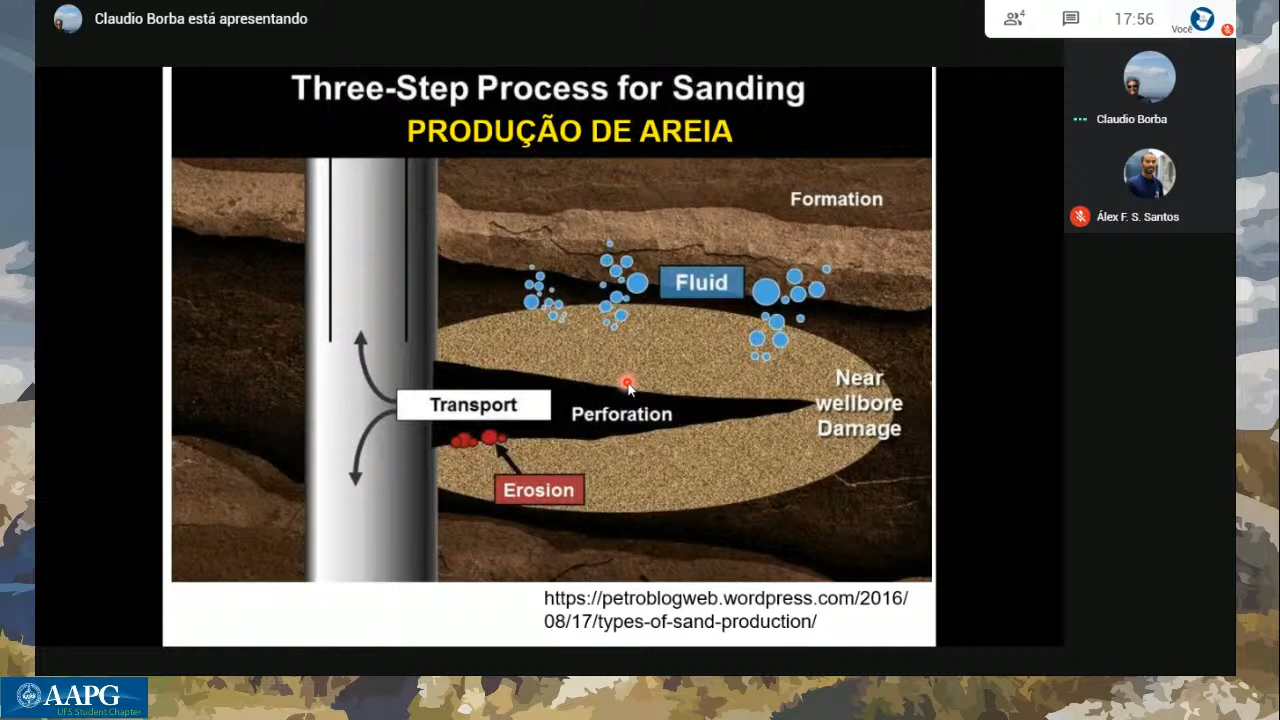 Claudio Borba está apresentando
4
17:56
Você
Claudio Borba
Álex F. S. Santos
Three-Step Process for Sanding
PRODUÇÃO DE AREIA
Formation
Fluid
Near
wellbore
Damage
Transport
Perforation
Erosion
https://petroblogweb.wordpress.com/2016/
08/17/types-of-sand-production/
AAPG
UFS Student Chapter